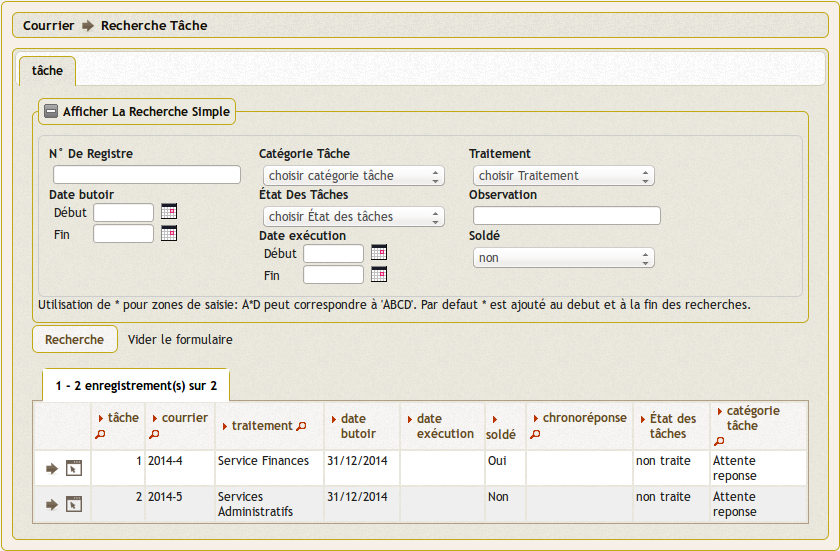 Courrier Recherche Tâche
tâche
Afficher La Recherche Simple
N° De Registre Catégorie Tâche Traitement
choisir catégorie tâche choisir Traitement
Date butoir État Des Tâches Observation
Début choisir État des tâches
Fin Date exécution Soldé
Début non
Fin
Utilisation de * pour zones de saisie: A*D peut correspondre à 'ABCD'. Par defaut * est ajouté au debut et à la fin des recherches.
Recherche Vider le formulaire
1 - 2 enregistrement(s) sur 2
tâche courrier traitement date butoir date exécution soldé chronoréponse État des tâches catégorie tâche
1 2014-4 Service Finances 31/12/2014 Oui non traite Attente reponse
2 2014-5 Services Administratifs 31/12/2014 Non non traite Attente reponse